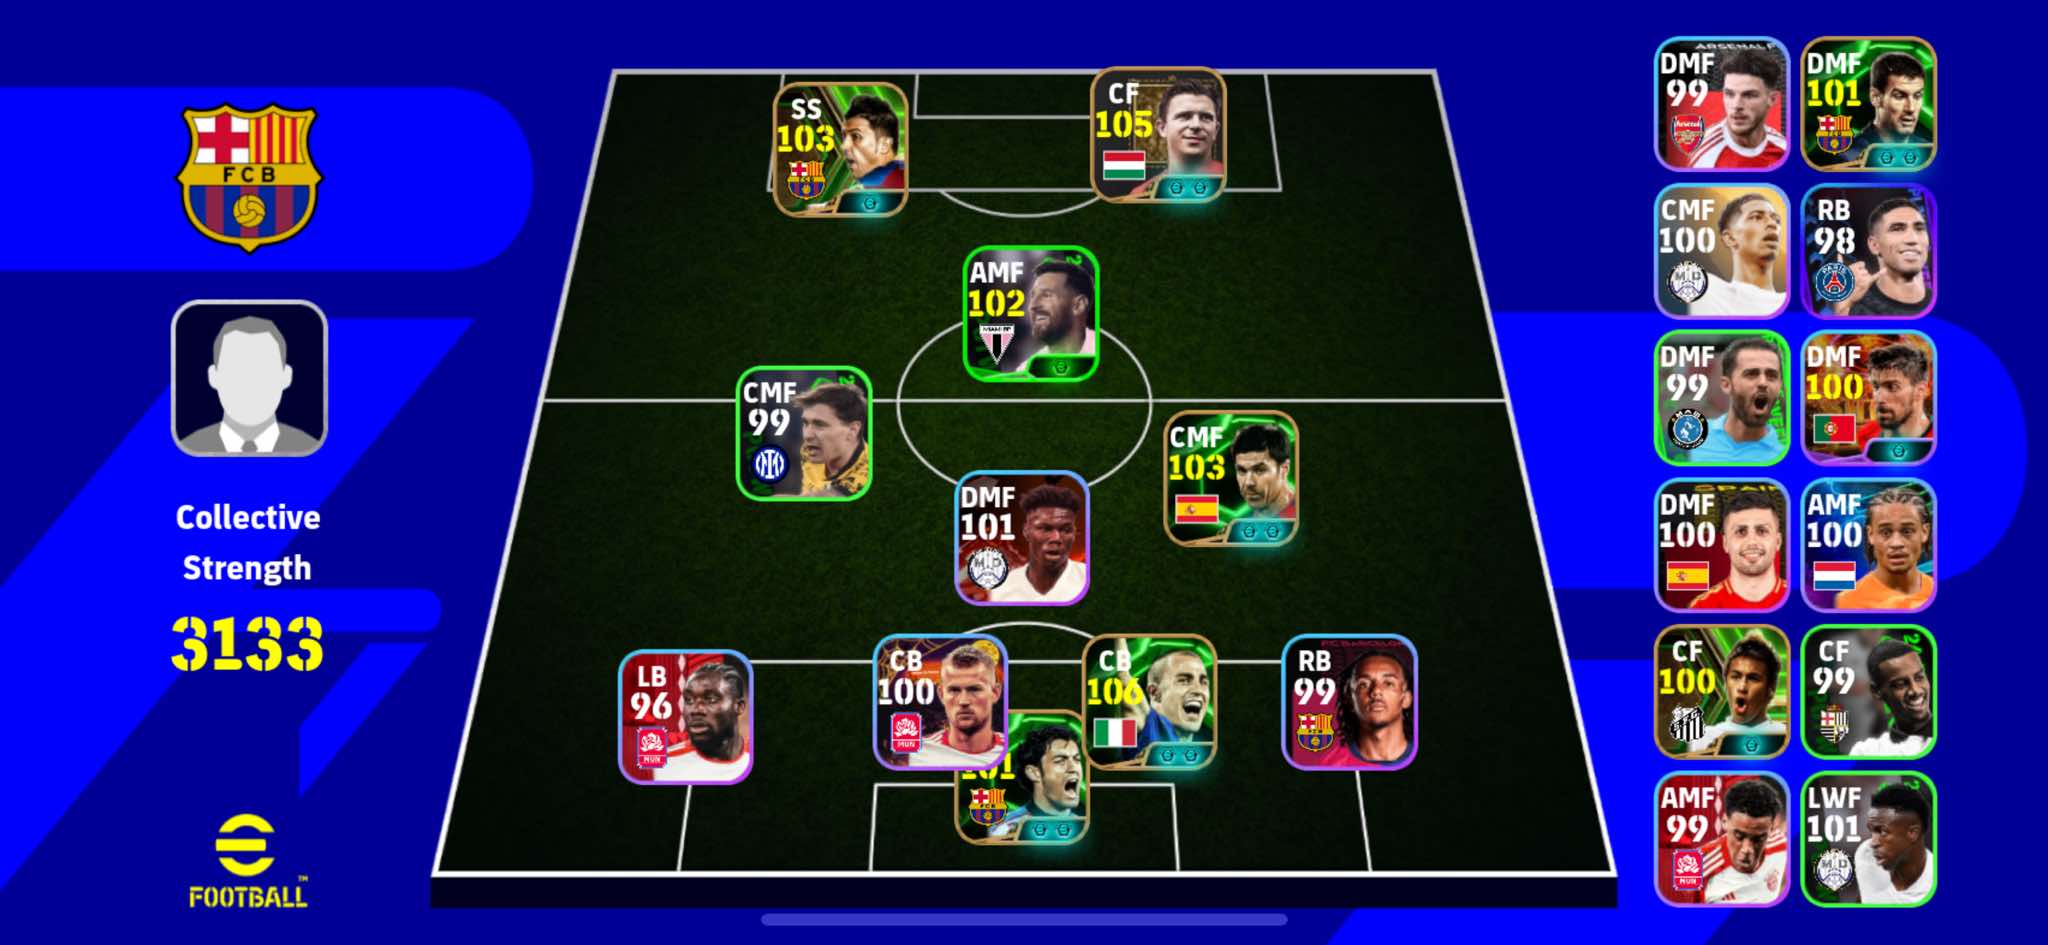 FCB
Collective
Strength
3133
FOOTBALL™
SS
103
CF
105
AMF
102
CMF
99
CMF
103
DMF
101
LB
96
CB
100
CB
106
RB
99
101
DMF
99
DMF
101
CMF
100
RB
98
DMF
99
DMF
100
DMF
100
AMF
100
CF
100
CF
99
AMF
99
LWF
101